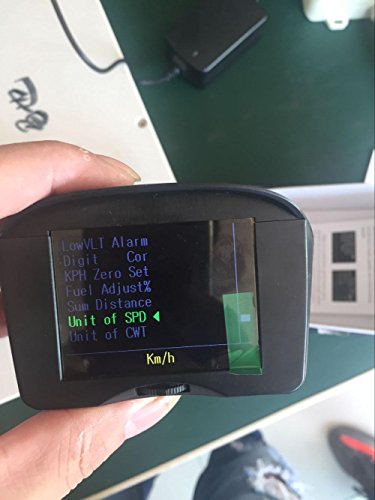 LowVLT Alarm
Digit Cor
KPH Zero Set
Fuel Adjust%
Sum Distance
Unit of SPD ◀
Unit of CWT
Km/h